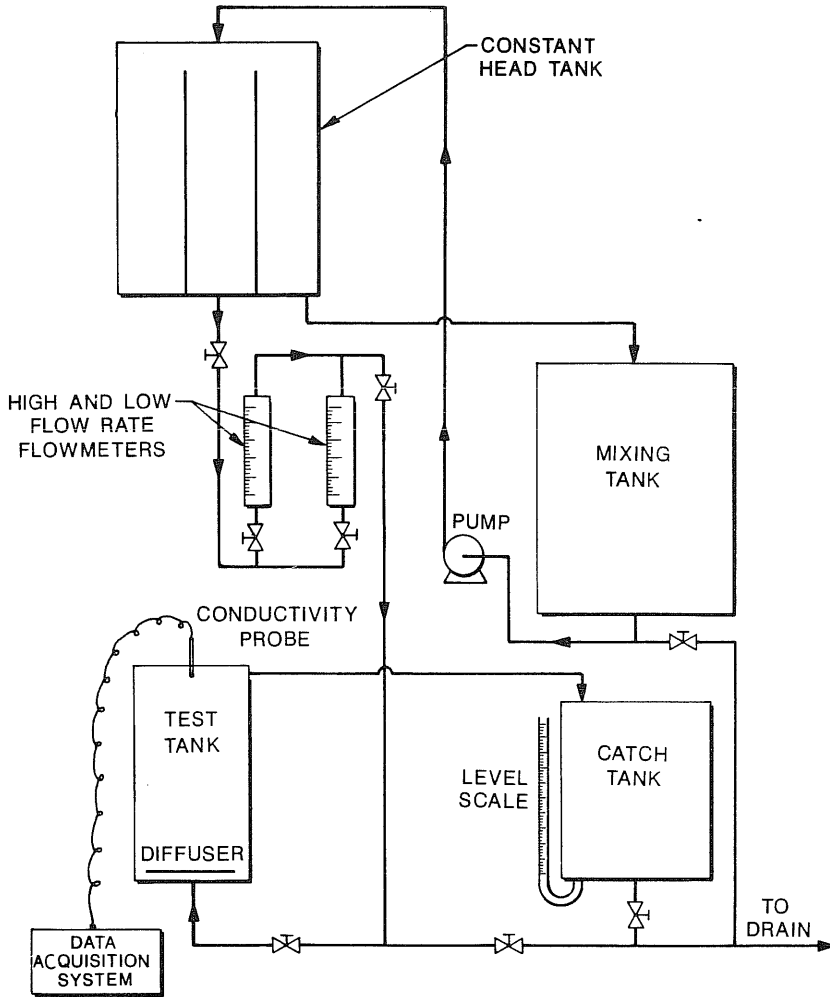 CONSTANT
HEAD TANK
HIGH AND LOW
FLOW RATE
FLOWMETERS
MIXING
TANK
PUMP
CONDUCTIVITY
PROBE
TEST
TANK
CATCH
TANK
LEVEL
SCALE
DIFFUSER
TO
DRAIN
DATA
ACQUISITION
SYSTEM